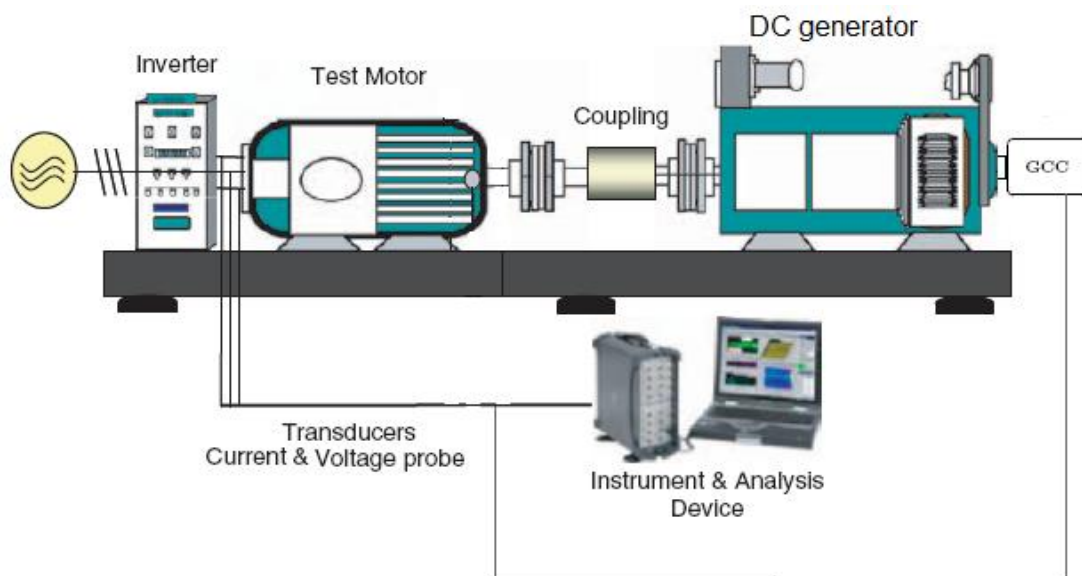 DC generator
Inverter
Test Motor
Coupling
GCC
Transducers
Current & Voltage probe
Instrument & Analysis
Device